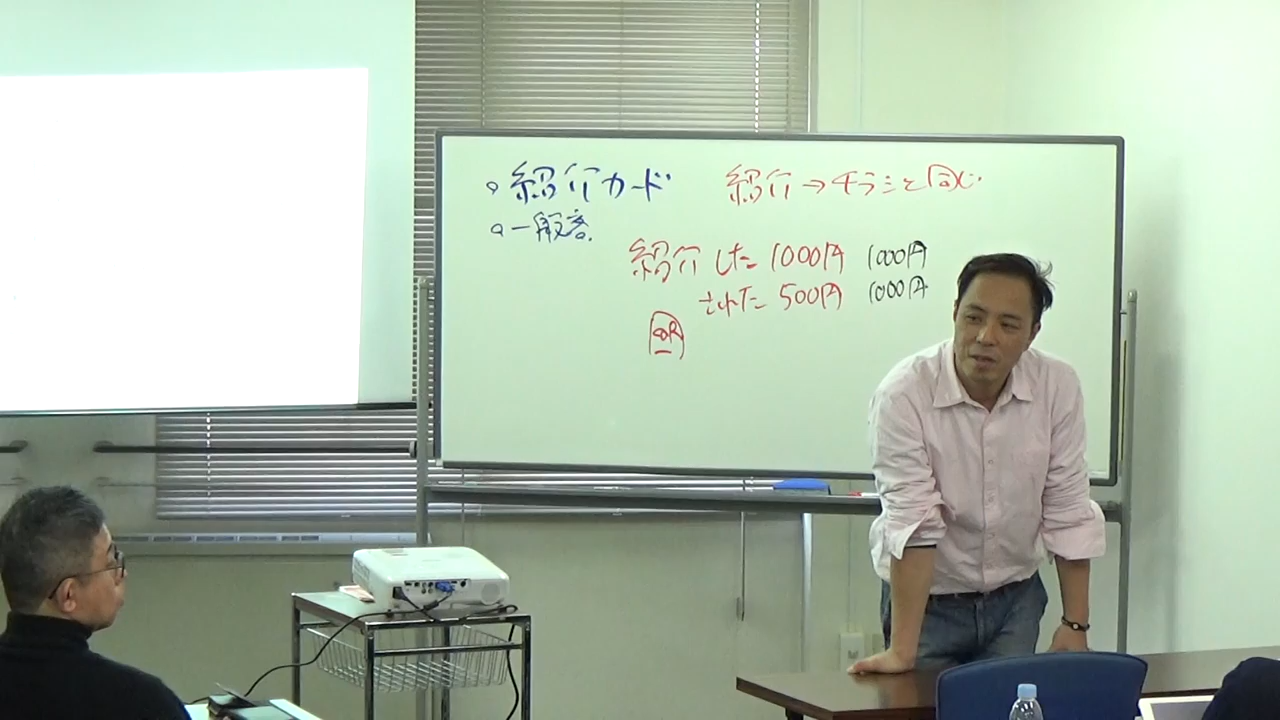 ○ 紹介カード 紹介→チラシと同じ
○ 一般客
紹介 した 1000円 1000円
された 500円 1000円
OR